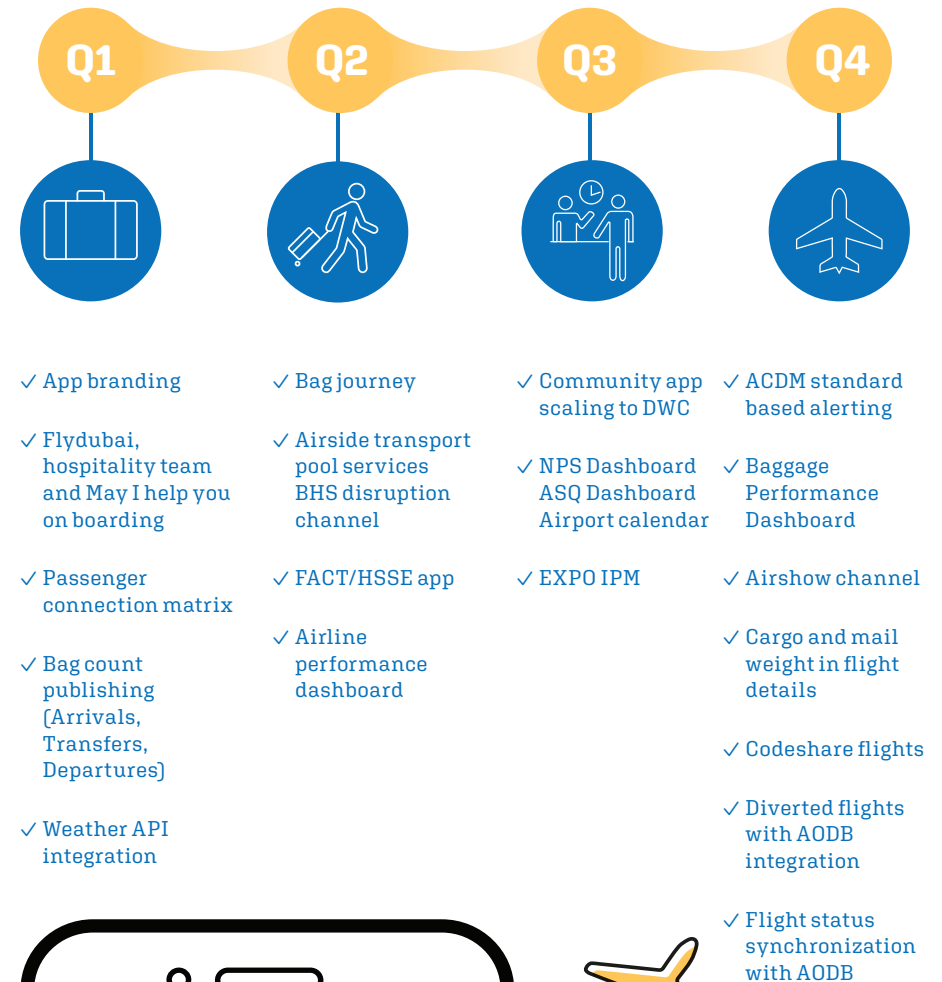 Q1
Q2
Q3
Q4
✓ App branding
✓ Flydubai,
hospitality team
and May I help you
on boarding
✓ Passenger
connection matrix
✓ Bag count
publishing
(Arrivals,
Transfers,
Departures)
✓ Weather API
integration
✓ Bag journey
✓ Airside transport
pool services
BHS disruption
channel
✓ FACT/HSSE app
✓ Airline
performance
dashboard
✓ Community app
scaling to DWC
✓ NPS Dashboard
ASQ Dashboard
Airport calendar
✓ EXPO IPM
✓ ACDM standard
based alerting
✓ Baggage
Performance
Dashboard
✓ Airshow channel
✓ Cargo and mail
weight in flight
details
✓ Codeshare flights
✓ Diverted flights
with AODB
integration
✓ Flight status
synchronization
with AODB